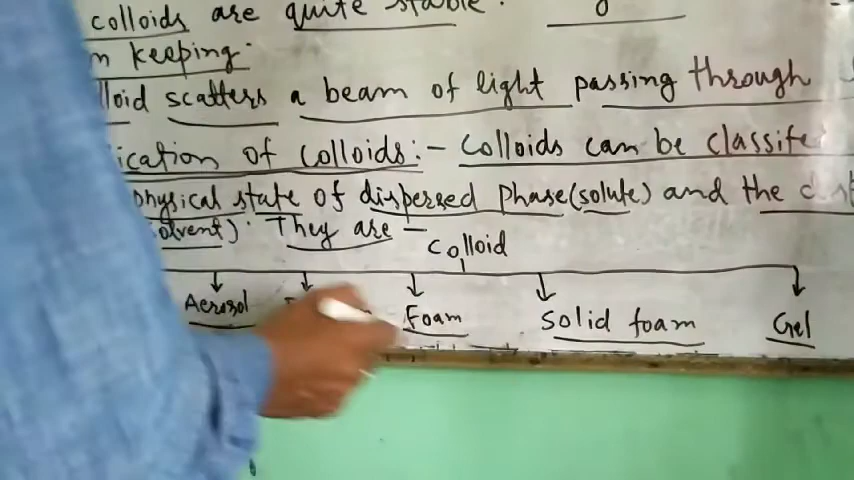 colloids are quite stable.
keeping.
lloid scatters a beam of light passing through
ication of colloids:- Colloids can be classife
physical state of dispersed phase(solute) and the
olvent). They are -
colloid
Aerosol Foam Solid foam Gel